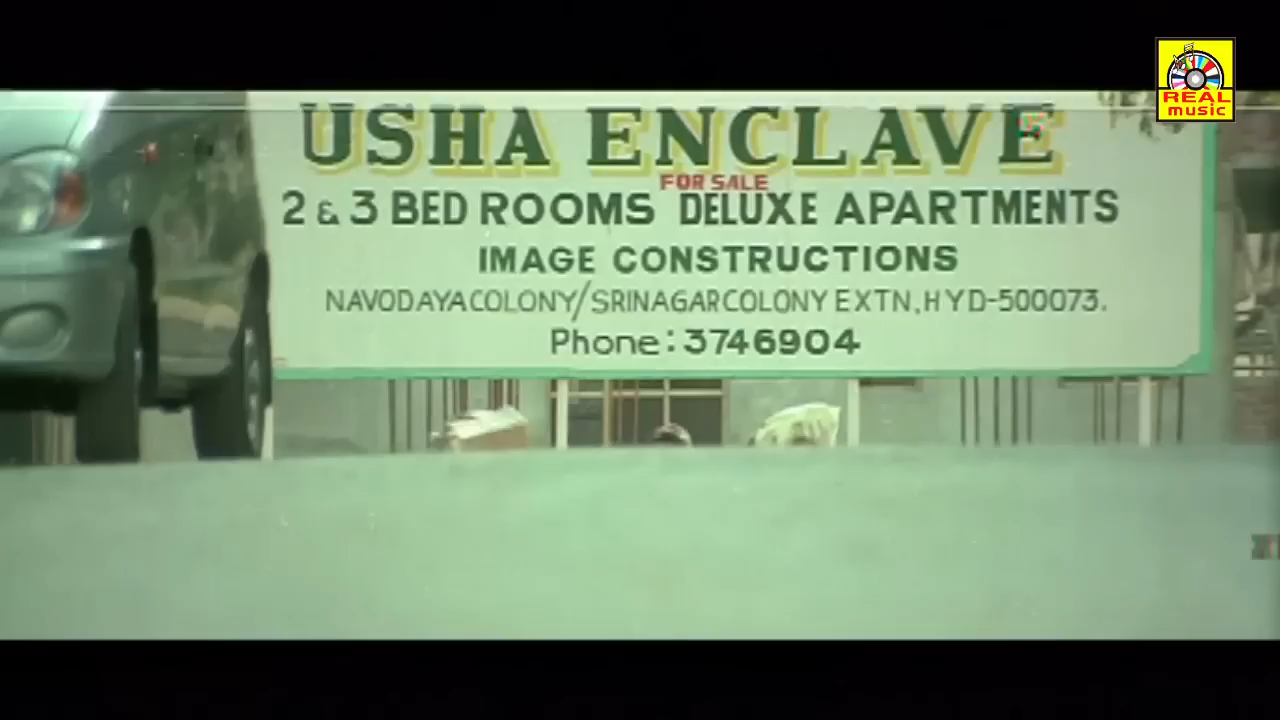 REAL
music
USHA ENCLAVE
FOR SALE
2 & 3 BED ROOMS DELUXE APARTMENTS
IMAGE CONSTRUCTIONS
NAVODAYACOLONY/SRINAGARCOLONY EXTN,HYD-500073.
Phone: 3746904